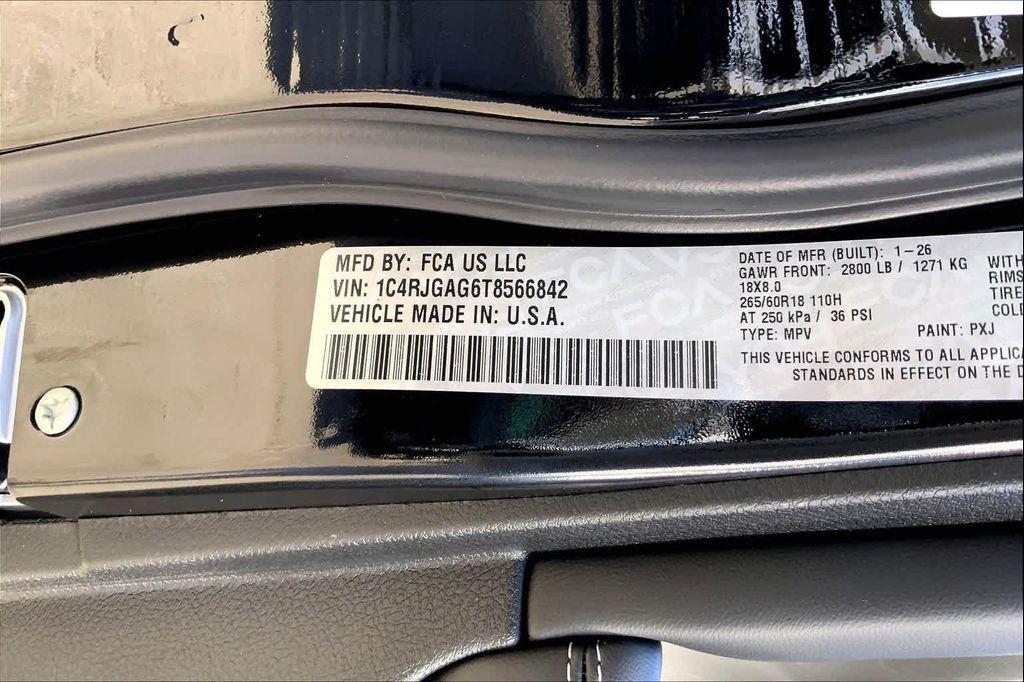 MFD BY: FCA US LLC
VIN: 1C4RJGAG6T8566842
VEHICLE MADE IN: U.S.A.
DATE OF MFR (BUILT): 1-26
GAWR FRONT: 2800 LB / 1271 KG WITH
18X8.0 RIMS
265/60R18 110H TIRE
AT 250 kPa / 36 PSI COLD
TYPE: MPV PAINT: PXJ
THIS VEHICLE CONFORMS TO ALL
STANDARDS IN EFFECT ON THE